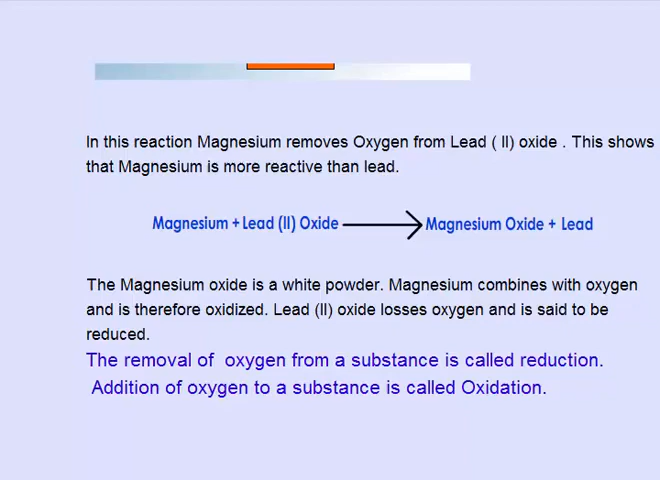 In this reaction Magnesium removes Oxygen from Lead ( II) oxide . This shows
that Magnesium is more reactive than lead.
Magnesium + Lead (II) Oxide Magnesium Oxide + Lead
The Magnesium oxide is a white powder. Magnesium combines with oxygen
and is therefore oxidized. Lead (II) oxide losses oxygen and is said to be
reduced.
The removal of oxygen from a substance is called reduction.
Addition of oxygen to a substance is called Oxidation.